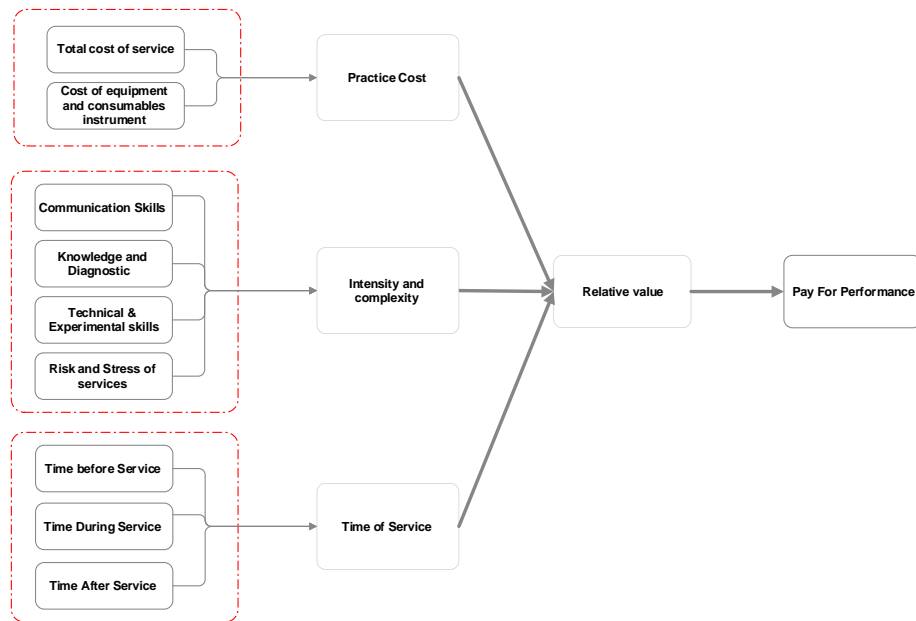 Total cost of service
Cost of equipment
and consumables
instrument
Practice Cost
Communication Skills
Knowledge and
Diagnostic
Technical &
Experimental skills
Risk and Stress of
services
Intensity and
complexity
Relative value
Pay For Performance
Time before Service
Time During Service
Time After Service
Time of Service